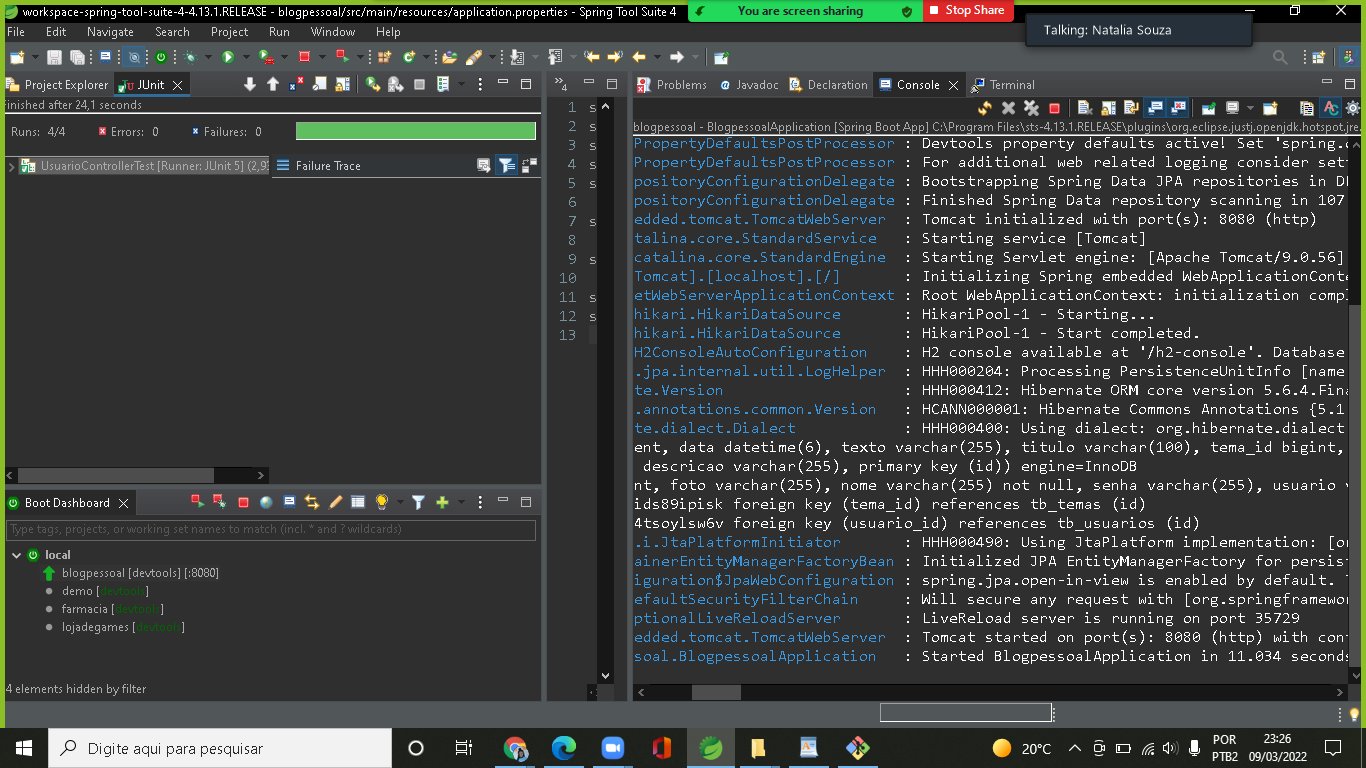 workspace-spring-tool-suite-4-4.13.1.RELEASE - blogpessoal/src/main/resources/application.properties - Spring Tool Suite 4
You are screen sharing
Stop Share
Talking: Natalia Souza
File Edit Navigate Search Project Run Window Help
Project Explorer
JUnit
inished after 24,1 seconds
Runs: 4/4
Errors: 0
Failures: 0
UsuarioControllerTest [Runner: JUnit 5] (2,9
Failure Trace
4
1 s
2 s
3 s
4 s
5 s
6
7 s
8
9 s
10
11 s
12 s
13
Problems
Javadoc
Declaration
Console
Terminal
blogpessoal - BlogpessoalApplication [Spring Boot App] C:\Program Files\sts-4.13.1.RELEASE\plugins\org.eclipse.justj.openjdk.hotspot.jre.
PropertyDefaultsPostProcessor : Devtools property defaults active! Set 'spring.
PropertyDefaultsPostProcessor : For additional web related logging consider set
positoryConfigurationDelegate : Bootstrapping Spring Data JPA repositories in D
positoryConfigurationDelegate : Finished Spring Data repository scanning in 107
edded.tomcat.TomcatWebServer : Tomcat initialized with port(s): 8080 (http)
talina.core.StandardService : Starting service [Tomcat]
catalina.core.StandardEngine : Starting Servlet engine: [Apache Tomcat/9.0.56]
Tomcat].[localhost].[/] : Initializing Spring embedded WebApplicationConte
etWebServerApplicationContext : Root WebApplicationContext: initialization compl
hikari.HikariDataSource : HikariPool-1 - Starting...
hikari.HikariDataSource : HikariPool-1 - Start completed.
H2ConsoleAutoConfiguration : H2 console available at '/h2-console'. Database
.jpa.internal.util.LogHelper : HHH000204: Processing PersistenceUnitInfo [name
te.Version : HHH000412: Hibernate ORM core version 5.6.4.Fina
.annotations.common.Version : HCANN000001: Hibernate Commons Annotations {5.1
te.dialect.Dialect : HHH000400: Using dialect: org.hibernate.dialect
ent, data datetime(6), texto varchar(255), titulo varchar(100), tema_id bigint,
descricao varchar(255), primary key (id)) engine=InnoDB
nt, foto varchar(255), nome varchar(255) not null, senha varchar(255), usuario v
ids89ipisk foreign key (tema_id) references tb_temas (id)
4tsoylsw6v foreign key (usuario_id) references tb_usuarios (id)
.i.JtaPlatformInitiator : HHH000490: Using JtaPlatform implementation: [or
ainerEntityManagerFactoryBean : Initialized JPA EntityManagerFactory for persist
iguration$JpaWebConfiguration : spring.jpa.open-in-view is enabled by default.
efaultSecurityFilterChain : Will secure any request with [org.springframewor
ptionalLiveReloadServer : LiveReload server is running on port 35729
edded.tomcat.TomcatWebServer : Tomcat started on port(s): 8080 (http) with cont
soal.BlogpessoalApplication : Started BlogpessoalApplication in 11.034 seconds
Boot Dashboard
Type tags, projects, or working set names to match (incl. * and ? wildcards)
local
blogpessoal [devtools] [:8080]
demo [devtools]
farmacia [devtools]
lojadegames [devtools]
4 elements hidden by filter
Digite aqui para pesquisar
20°C
POR
PTB2
23:26
09/03/2022